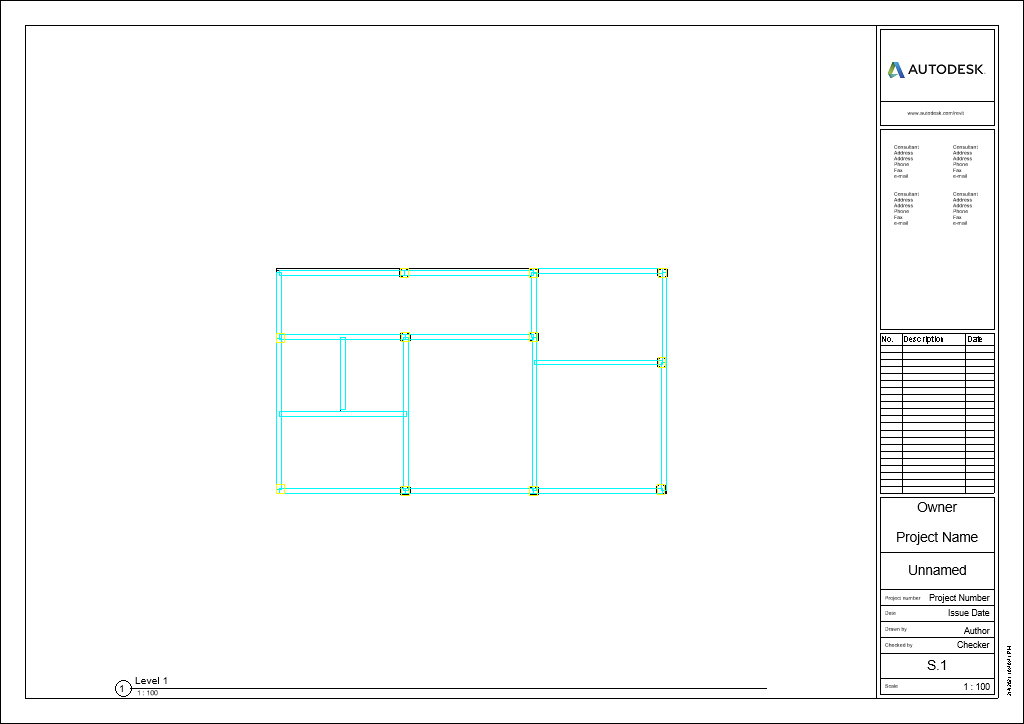 AUTODESK.
www.autodesk.com/revit
Consultant
Address
Address
Phone
Fax
e-mail
Consultant
Address
Address
Phone
Fax
e-mail
Consultant
Address
Address
Phone
Fax
e-mail
Consultant
Address
Address
Phone
Fax
e-mail
No. Description Date
Owner
Project Name
Unnamed
Project number Project Number
Date Issue Date
Drawn by Author
Checked by Checker
S.1
Scale 1 : 100
1 Level 1
1 : 100